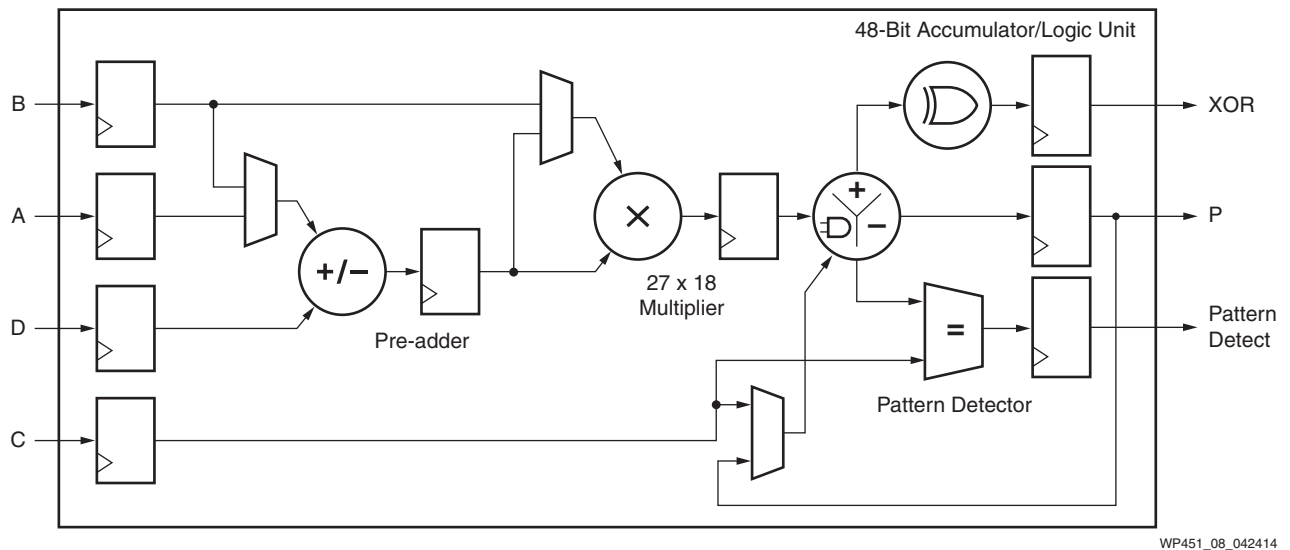 48-Bit Accumulator/Logic Unit
B
XOR
A
+
−
×
P
+/−
27 x 18
Multiplier
D
Pre-adder
=
Pattern
Detect
Pattern Detector
C
WP451_08_042414